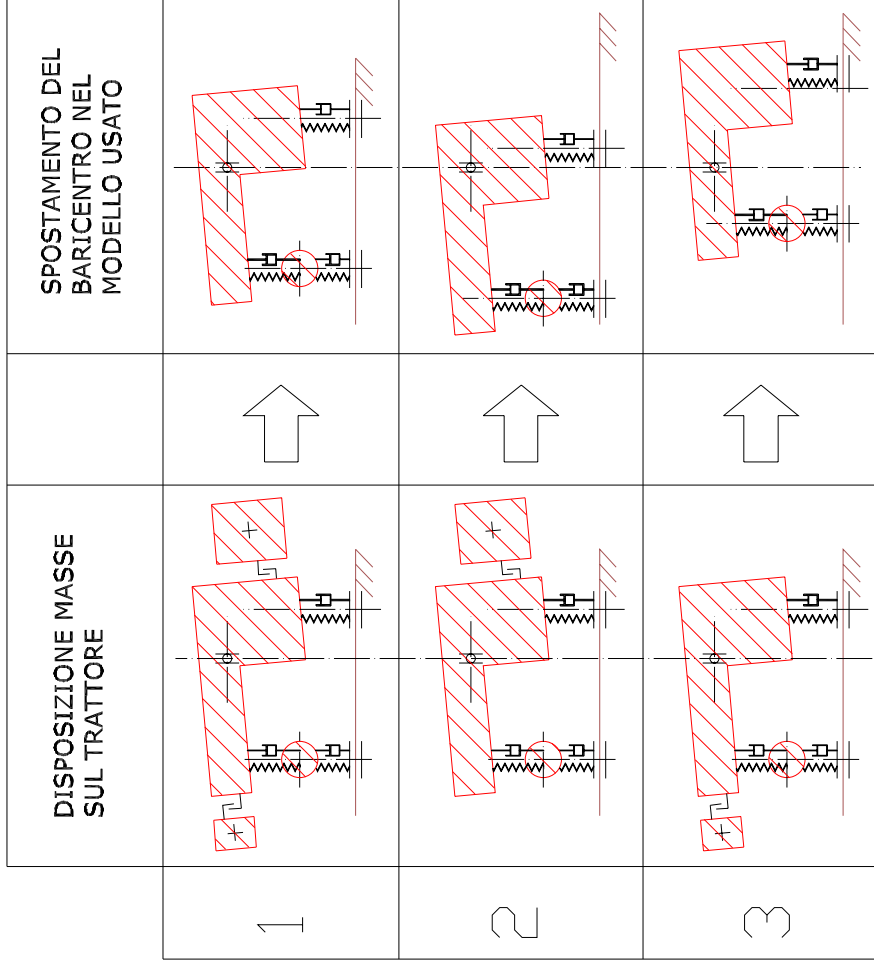 SPOSTAMENTO DEL
BARICENTRO NEL
MODELLO USATO
DISPOSIZIONE MASSE
SUL TRATTORE
1
2
3